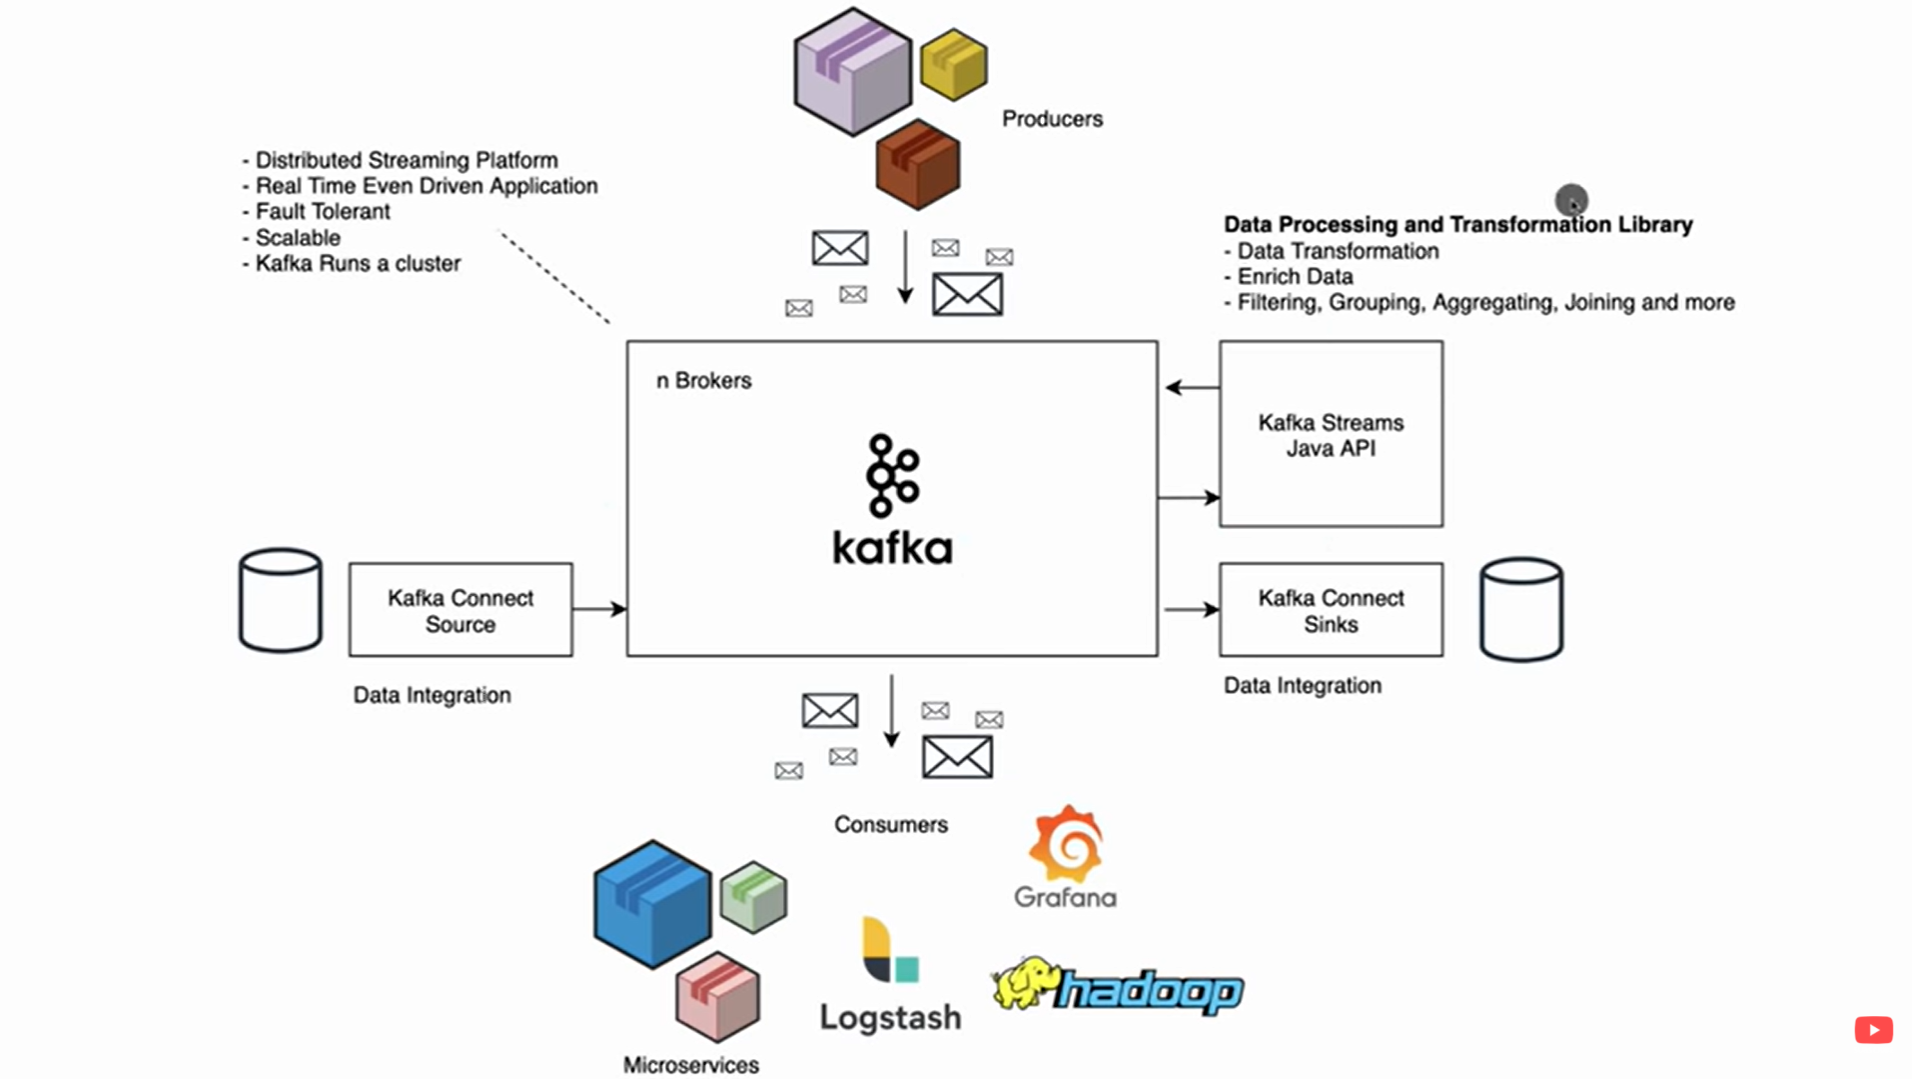 Producers
- Distributed Streaming Platform
- Real Time Even Driven Application
- Fault Tolerant
- Scalable
- Kafka Runs a cluster
Data Processing and Transformation Library
- Data Transformation
- Enrich Data
- Filtering, Grouping, Aggregating, Joining and more
n Brokers
kafka
Kafka Streams
Java API
Kafka Connect
Source
Data Integration
Kafka Connect
Sinks
Data Integration
Consumers
Grafana
Logstash
hadoop
Microservices